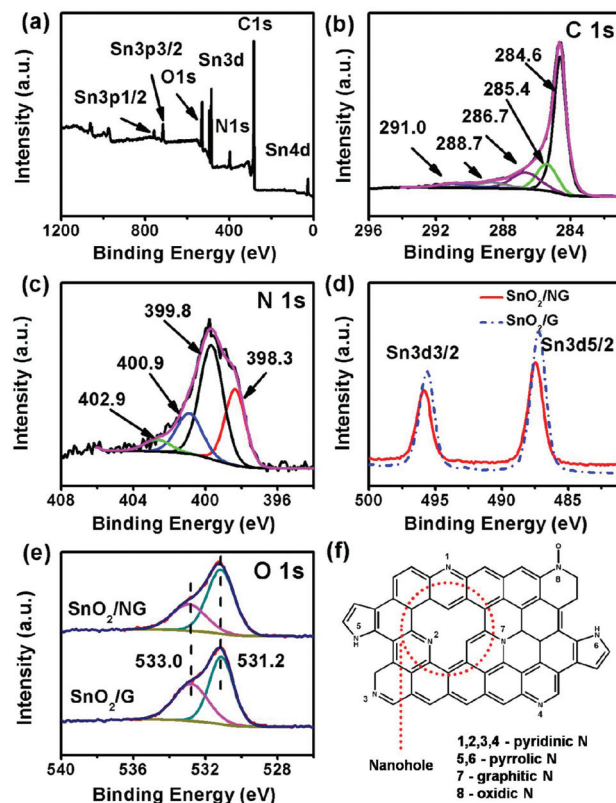 (a)
C1s
Sn3p3/2
O1s
Sn3d
Sn3p1/2
N1s
Sn4d
Intensity (a.u.)
1200 800 400 0
Binding Energy (eV)
(b)
C 1s
284.6
285.4
286.7
288.7
291.0
Intensity (a.u.)
296 292 288 284
Binding Energy (eV)
(c)
N 1s
399.8
400.9
402.9
398.3
Intensity (a.u.)
408 404 400 396
Binding Energy (eV)
(d)
SnO2/NG
SnO2/G
Sn3d3/2
Sn3d5/2
Intensity (a.u.)
500 495 490 485
Binding Energy (eV)
(e)
O 1s
SnO2/NG
533.0
531.2
SnO2/G
Intensity (a.u.)
540 536 532 528
Binding Energy (eV)
(f)
O
1
N
N
8
5
N
H
N
2
7
N
N
H
6
3
N
N
4
Nanohole
1,2,3,4 - pyridinic N
5,6 - pyrrolic N
7 - graphitic N
8 - oxidic N